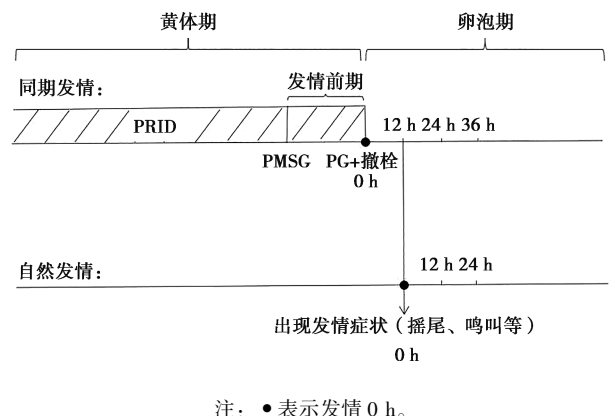 黄体期 卵泡期
同期发情： 发情前期
PRID 12 h 24 h 36 h
PMSG PG+撤栓
0 h
自然发情： 12 h 24 h
出现发情症状（摇尾、鸣叫等）
0 h
注：●表示发情 0 h。